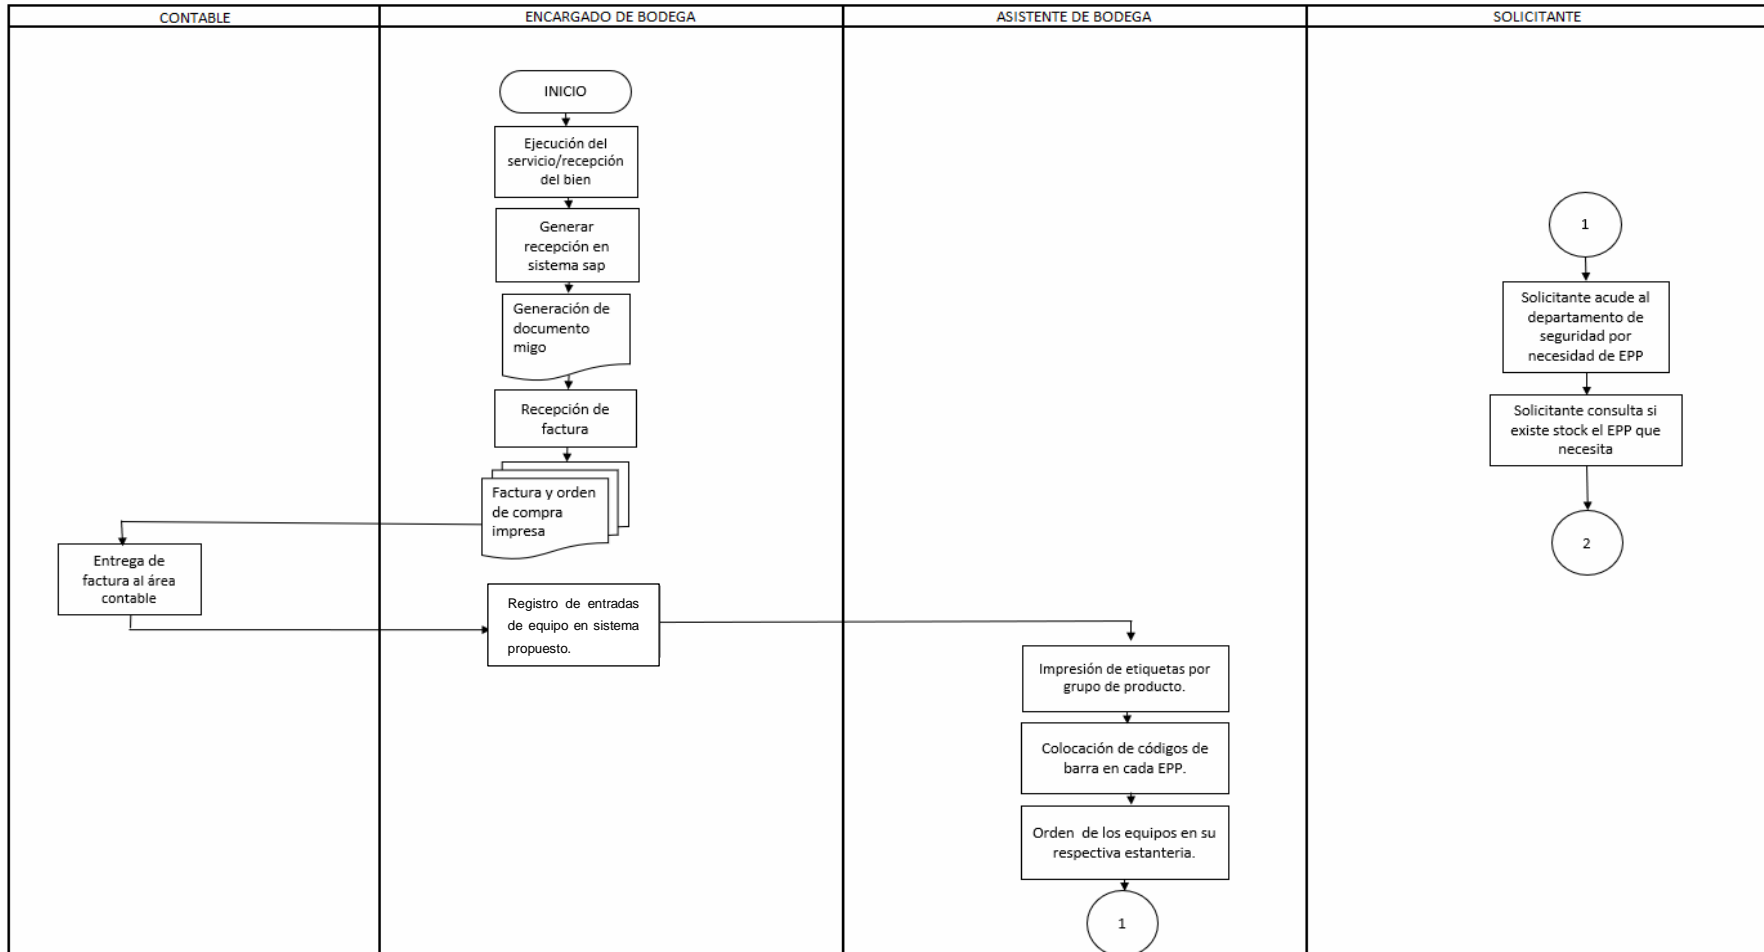 CONTABLE
ENCARGADO DE BODEGA
ASISTENTE DE BODEGA
SOLICITANTE
INICIO
Ejecución del
servicio/recepción
del bien
Generar
recepción en
sistema sap
Generación de
documento
migo
Recepción de
factura
Factura y orden
de compra
impresa
Entrega de
factura al área
contable
Registro de entradas
de equipo en sistema
propuesto.
Impresión de etiquetas por
grupo de producto.
Colocación de códigos de
barra en cada EPP.
Orden de los equipos en su
respectiva estanteria.
1
1
Solicitante acude al
departamento de
seguridad por
necesidad de EPP
Solicitante consulta si
existe stock el EPP que
necesita
2